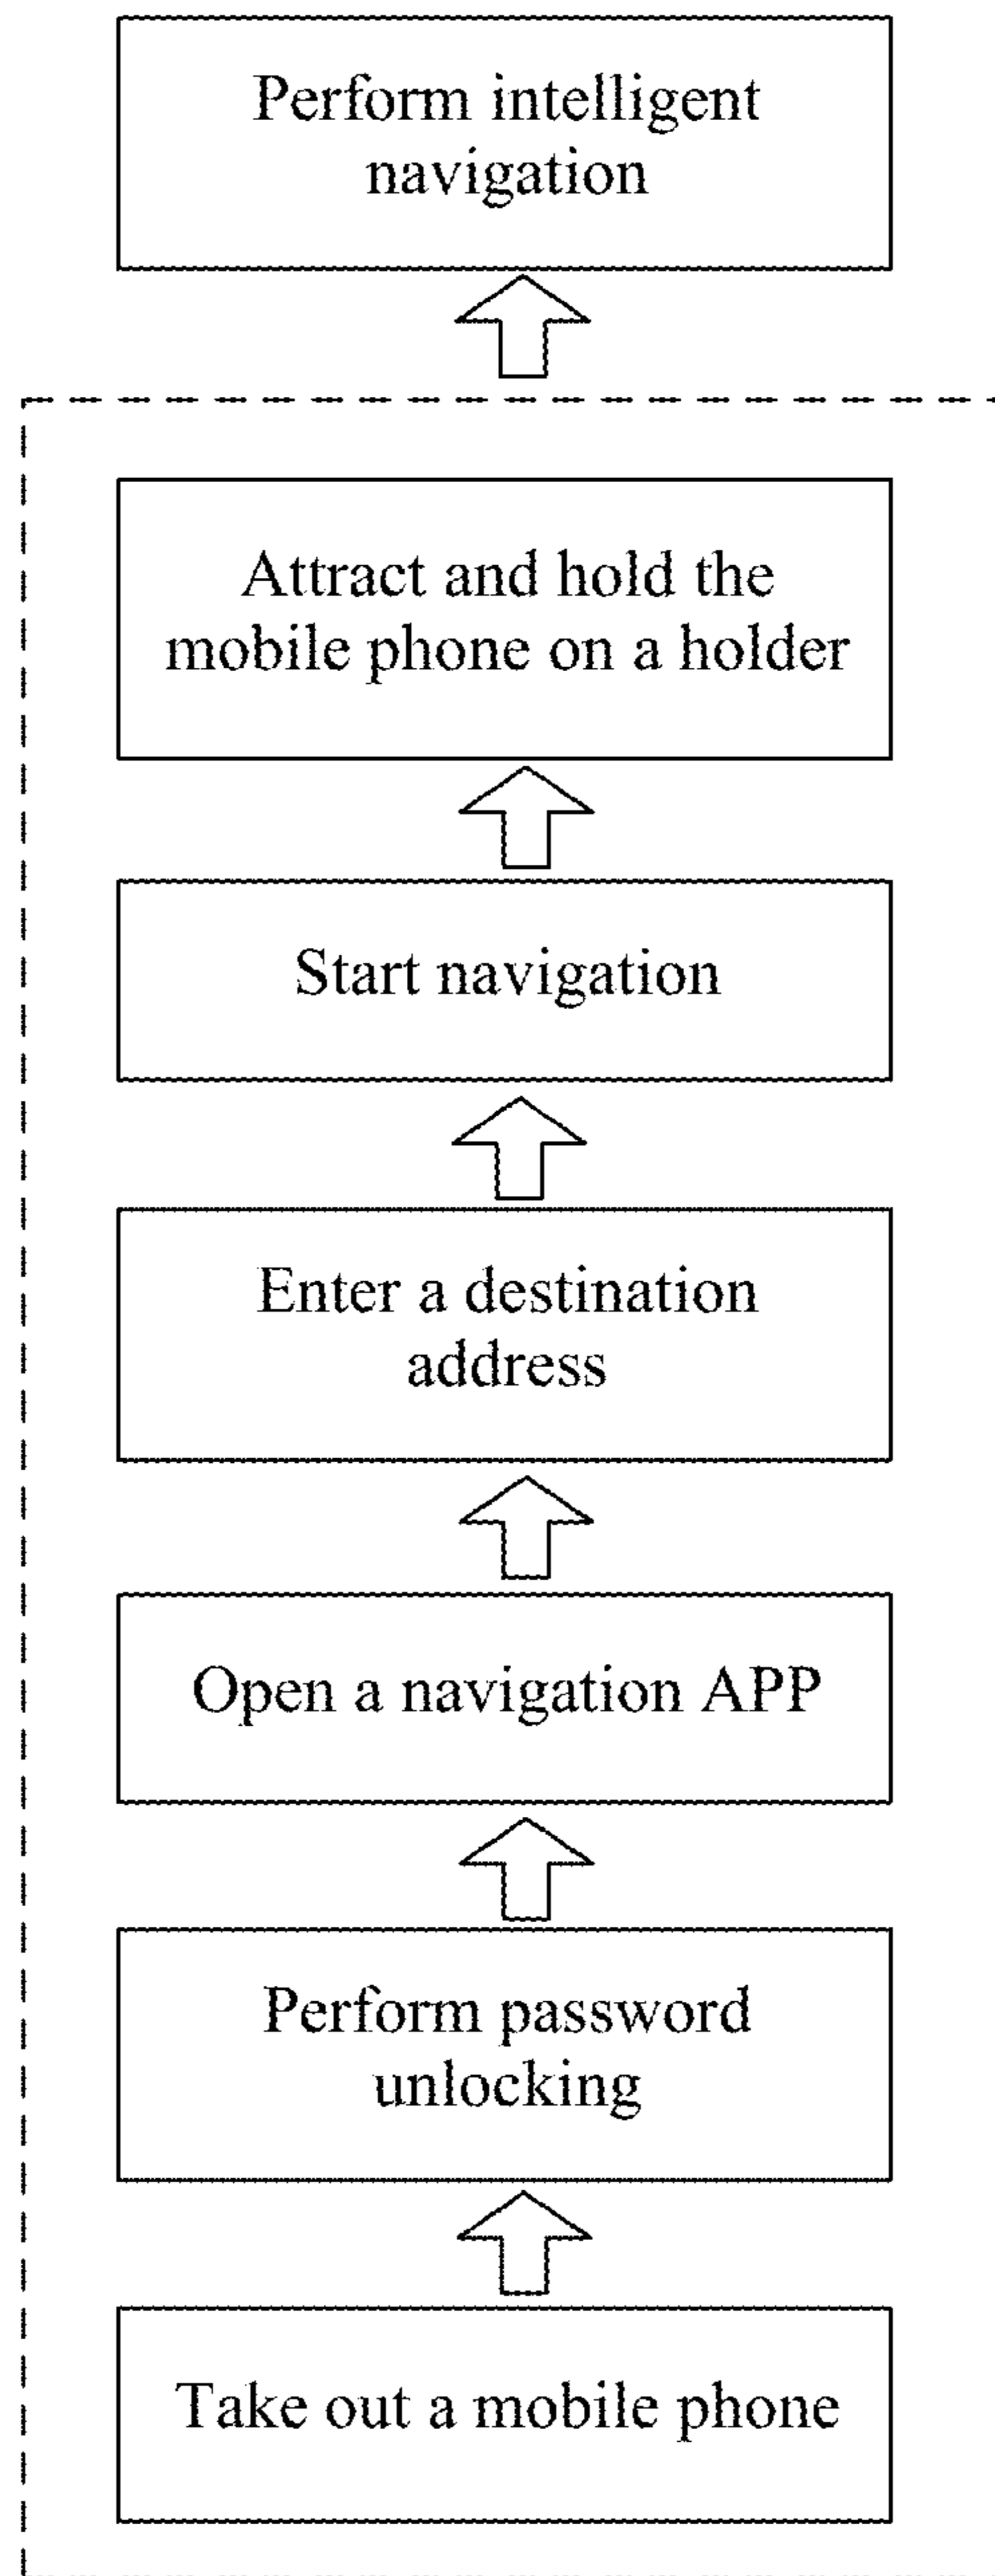 Perform intelligent
navigation
Attract and hold the
mobile phone on a holder
Start navigation
Enter a destination
address
Open a navigation APP
Perform password
unlocking
Take out a mobile phone